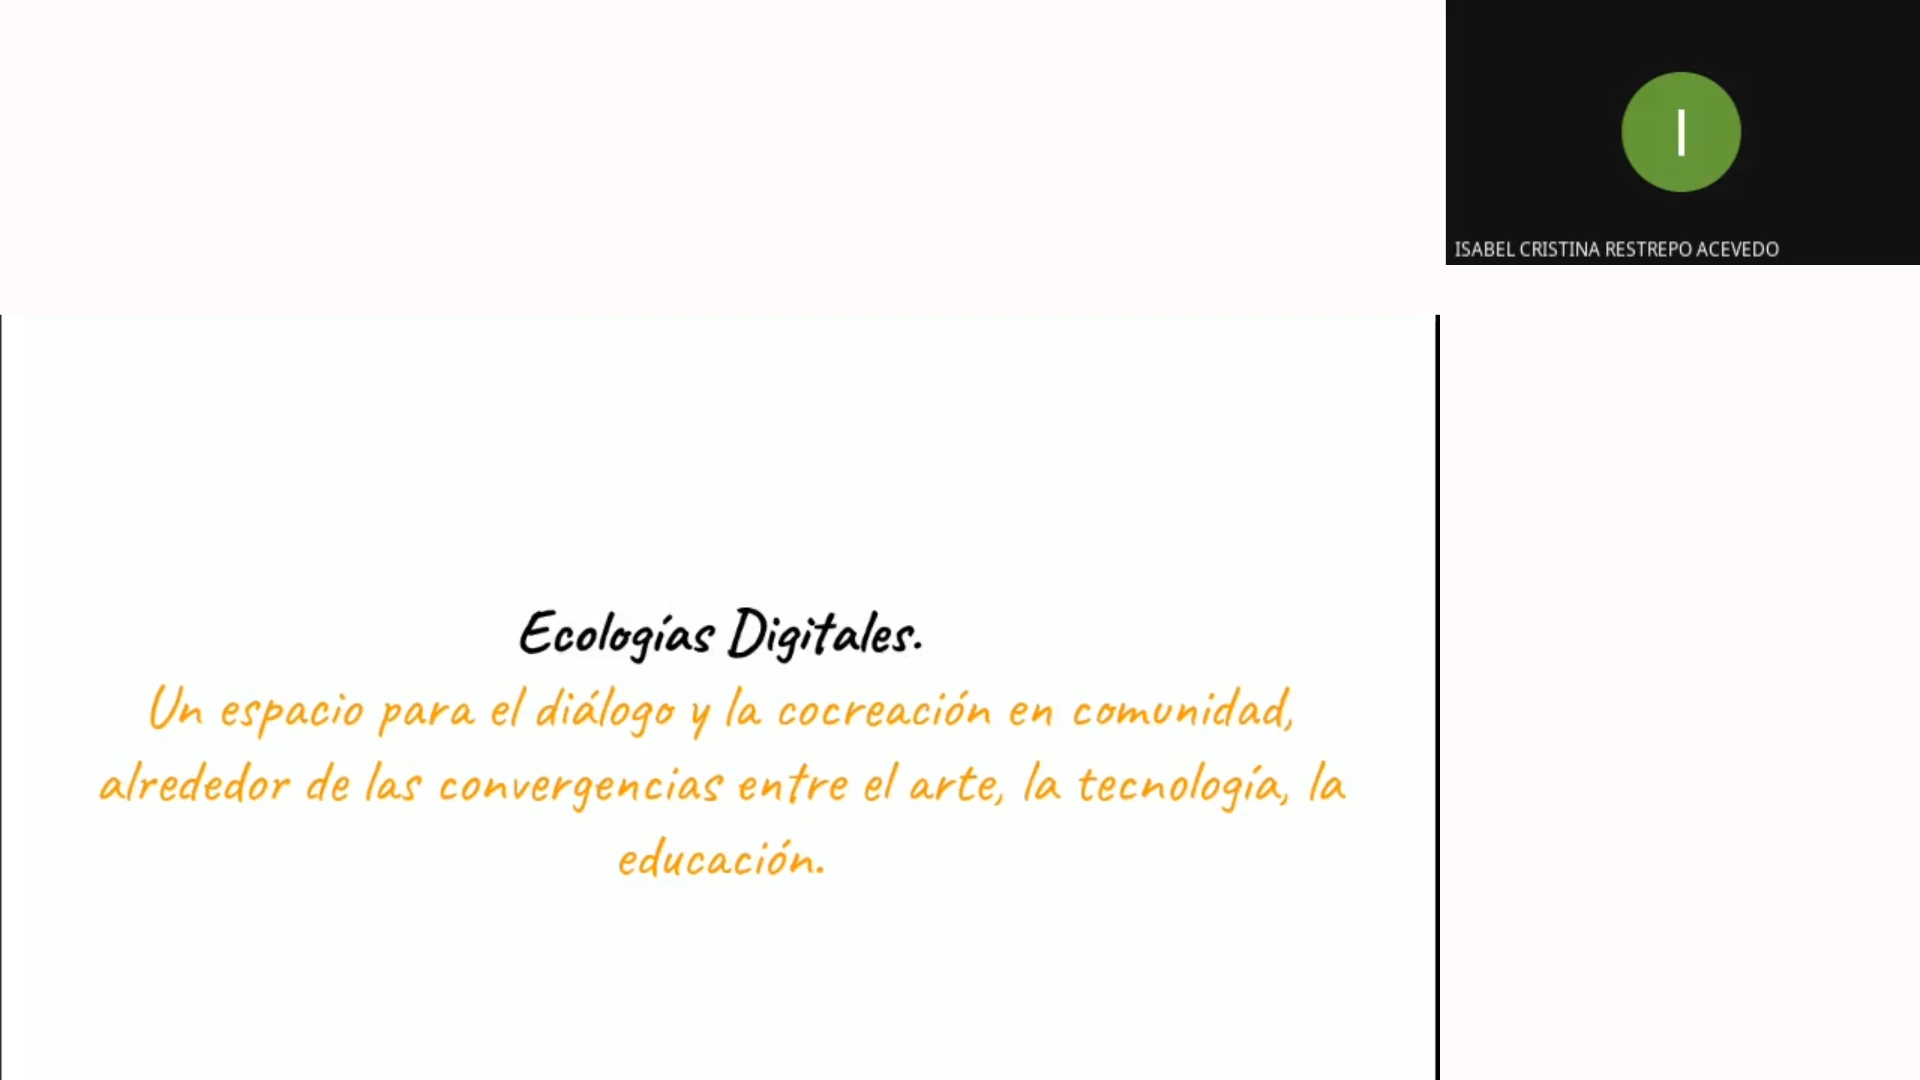 I
ISABEL CRISTINA RESTREPO ACEVEDO
Ecologías Digitales.
Un espacio para el diálogo y la cocreación en comunidad,
alrededor de las convergencias entre el arte, la tecnología, la
educación.